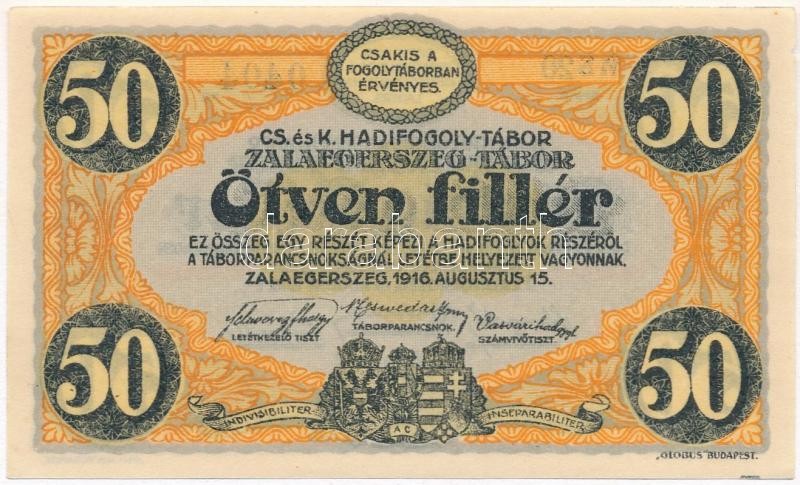 50
CSAKIS A
FOGOLYTÁBORBAN
ÉRVÉNYES.
50
CS. és K. HADIFOGOLY-TÁBOR
ZALAEGERSZEG-TÁBOR
Ötven fillér
EZ ÖSSZEG EGY RÉSZÉT KÉPEZI A HADIFOGLYOK RÉSZÉRŐL
A TÁBORPARANCSNOKSÁGNÁL LETÉTBE HELYEZETT VAGYONNAK.
ZALAEGERSZEG, 1916. AUGUSZTUS 15.
LETÉTKEZELŐ TISZT
TÁBORPARANCSNOK.
SZÁMVIVŐTISZT.
50
50
INDIVISIBILITER
AC
INSEPARABILITER
„GLOBUS" BUDAPEST.
darabanth